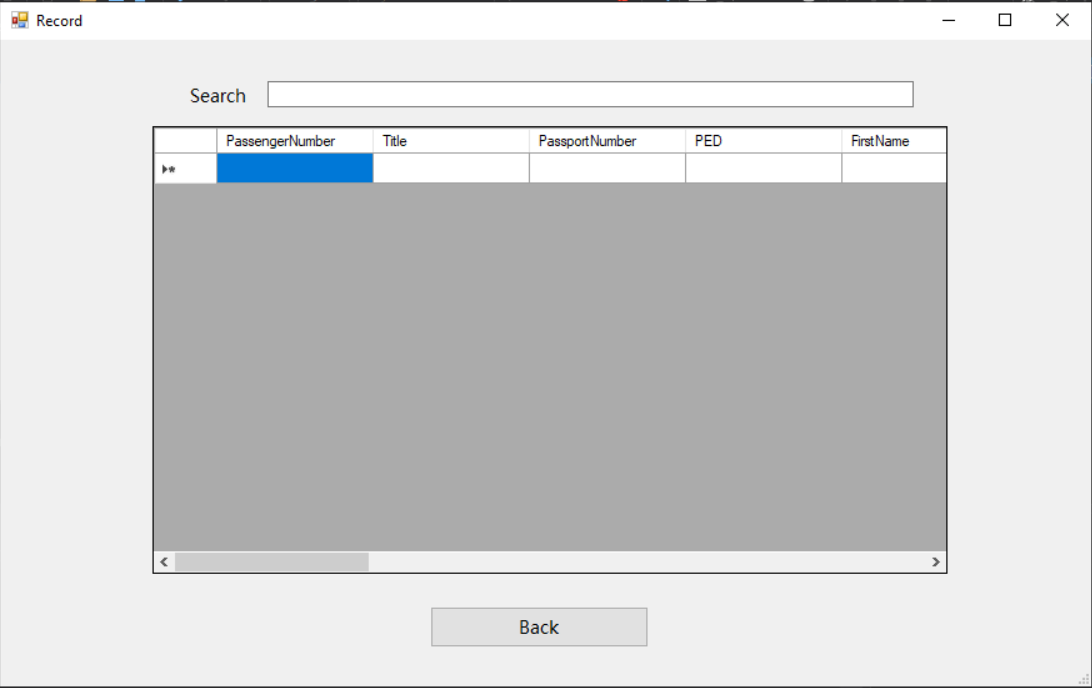 Record
Search
PassengerNumber Title PassportNumber PED FirstName
Back